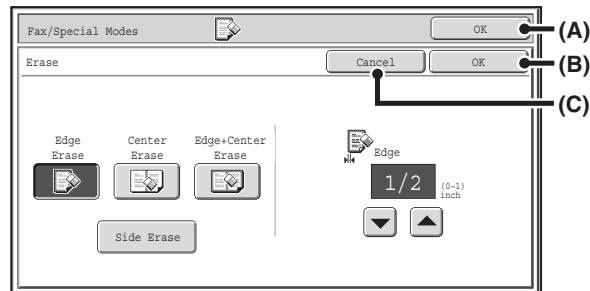 Fax/Special Modes
OK
(A)
Erase
Cancel
OK
(B)
(C)
Edge
Erase
Center
Erase
Edge+Center
Erase
Edge
1/2
(0~1)
inch
Side Erase